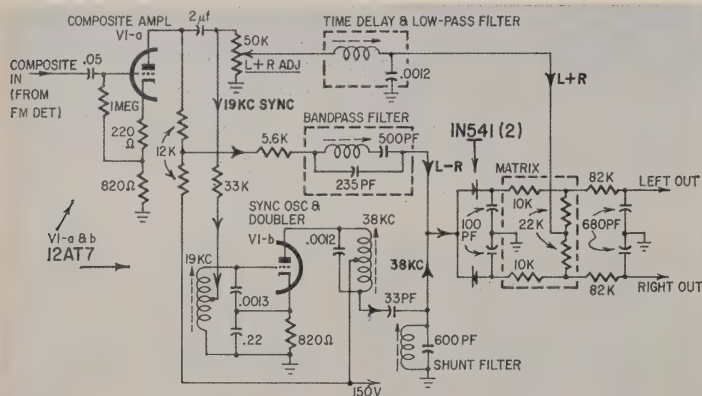 COMPOSITE AMPL
V1-a
2μf
TIME DELAY & LOW-PASS FILTER
COMPOSITE
IN
(FROM
FM DET)
.05
1MEG
220
Ω
820Ω
12K
50K
L+R ADJ
.0012
L+R
19KC SYNC
BANDPASS FILTER
5.6K
500PF
235PF
1N541 (2)
L-R
MATRIX
82K
LEFT OUT
10K
100
PF
22K
680PF
10K
82K
RIGHT OUT
33K
SYNC OSC &
DOUBLER
V1-b
38KC
.0012
38KC
V1-a & b
12AT7
19KC
.0013
.22
820Ω
33PF
600PF
SHUNT FILTER
150V